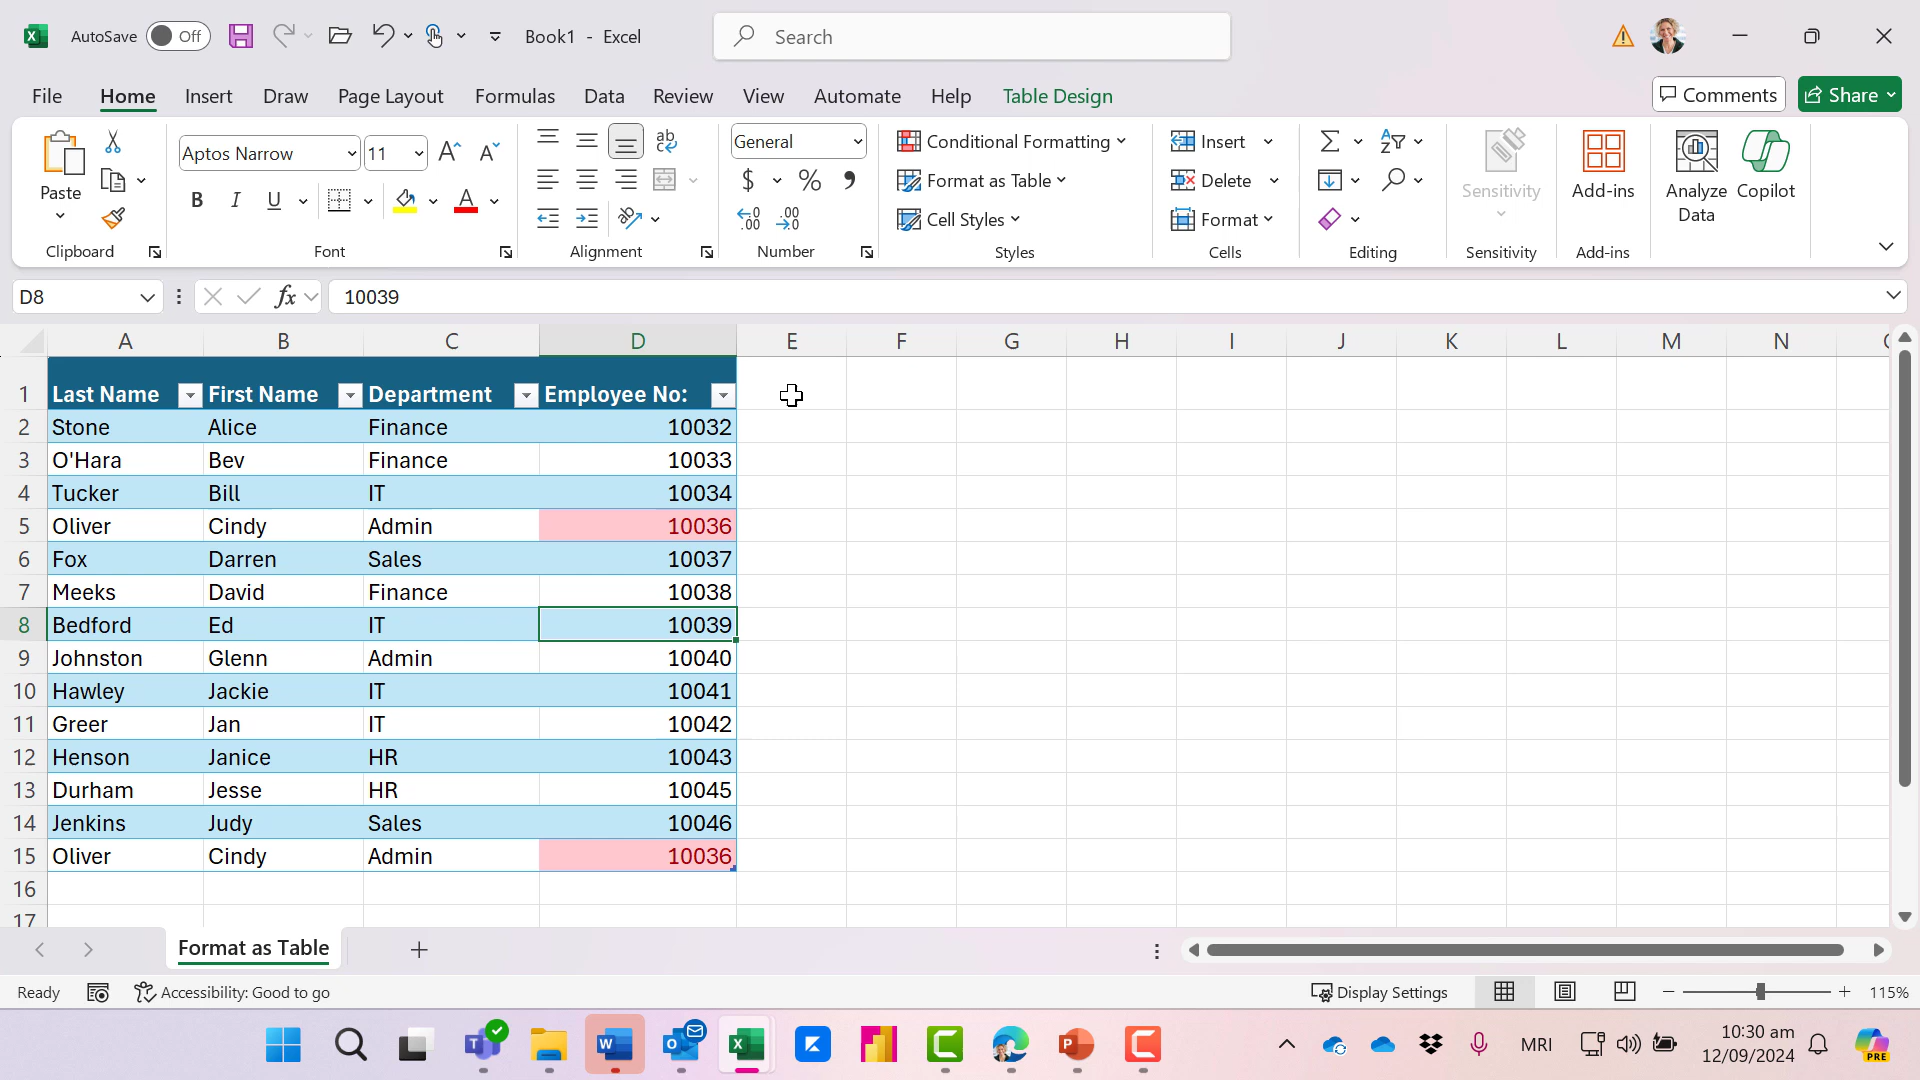 AutoSave Off Book1 - Excel Search
File Home Insert Draw Page Layout Formulas Data Review View Automate Help Table Design Comments Share
Paste
Clipboard
Aptos Narrow 11
B I U
Font
ab
Alignment
General
$ % ,
Number
Conditional Formatting
Format as Table
Cell Styles
Styles
Insert
Delete
Format
Cells
Editing
Sensitivity
Sensitivity
Add-ins
Add-ins
Analyze Data
Copilot
D8 fx 10039
A B C D E F G H I J K L M N
1 Last Name First Name Department Employee No:
2 Stone Alice Finance 10032
3 O'Hara Bev Finance 10033
4 Tucker Bill IT 10034
5 Oliver Cindy Admin 10036
6 Fox Darren Sales 10037
7 Meeks David Finance 10038
8 Bedford Ed IT 10039
9 Johnston Glenn Admin 10040
10 Hawley Jackie IT 10041
11 Greer Jan IT 10042
12 Henson Janice HR 10043
13 Durham Jesse HR 10045
14 Jenkins Judy Sales 10046
15 Oliver Cindy Admin 10036
16
17
Format as Table
Ready Accessibility: Good to go Display Settings 115%
MRI 10:30 am
12/09/2024
PRE